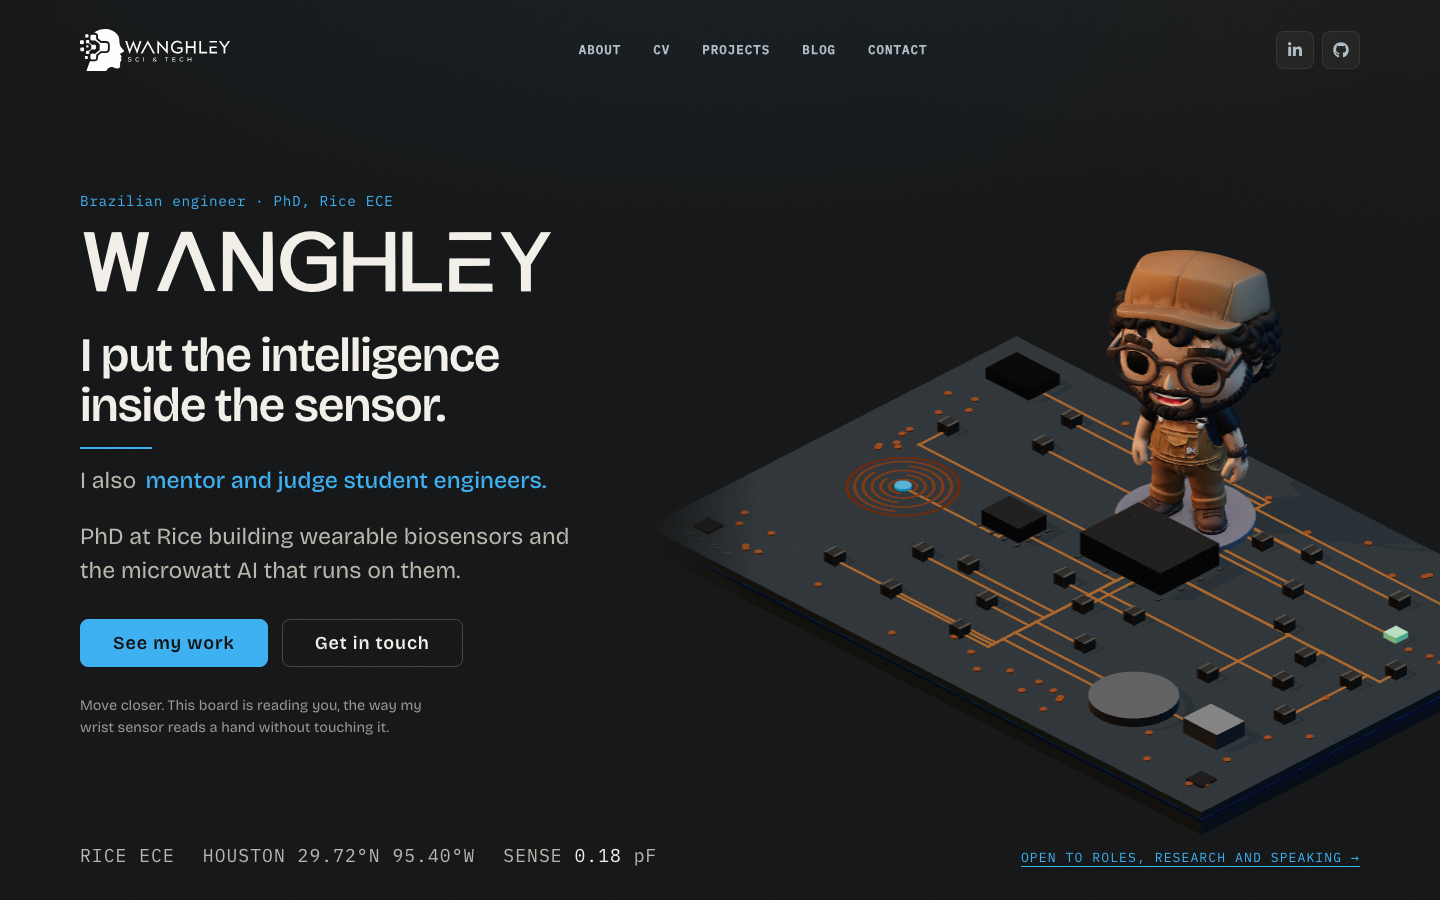 WANGHLEY
SCI & TECH
ABOUT CV PROJECTS BLOG CONTACT
in
Brazilian engineer · PhD, Rice ECE
WANGHLEY
I put the intelligence
inside the sensor.
I also mentor and judge student engineers.
PhD at Rice building wearable biosensors and
the microwatt AI that runs on them.
See my work Get in touch
Move closer. This board is reading you, the way my
wrist sensor reads a hand without touching it.
RICE ECE HOUSTON 29.72°N 95.40°W SENSE 0.18 pF
OPEN TO ROLES, RESEARCH AND SPEAKING →